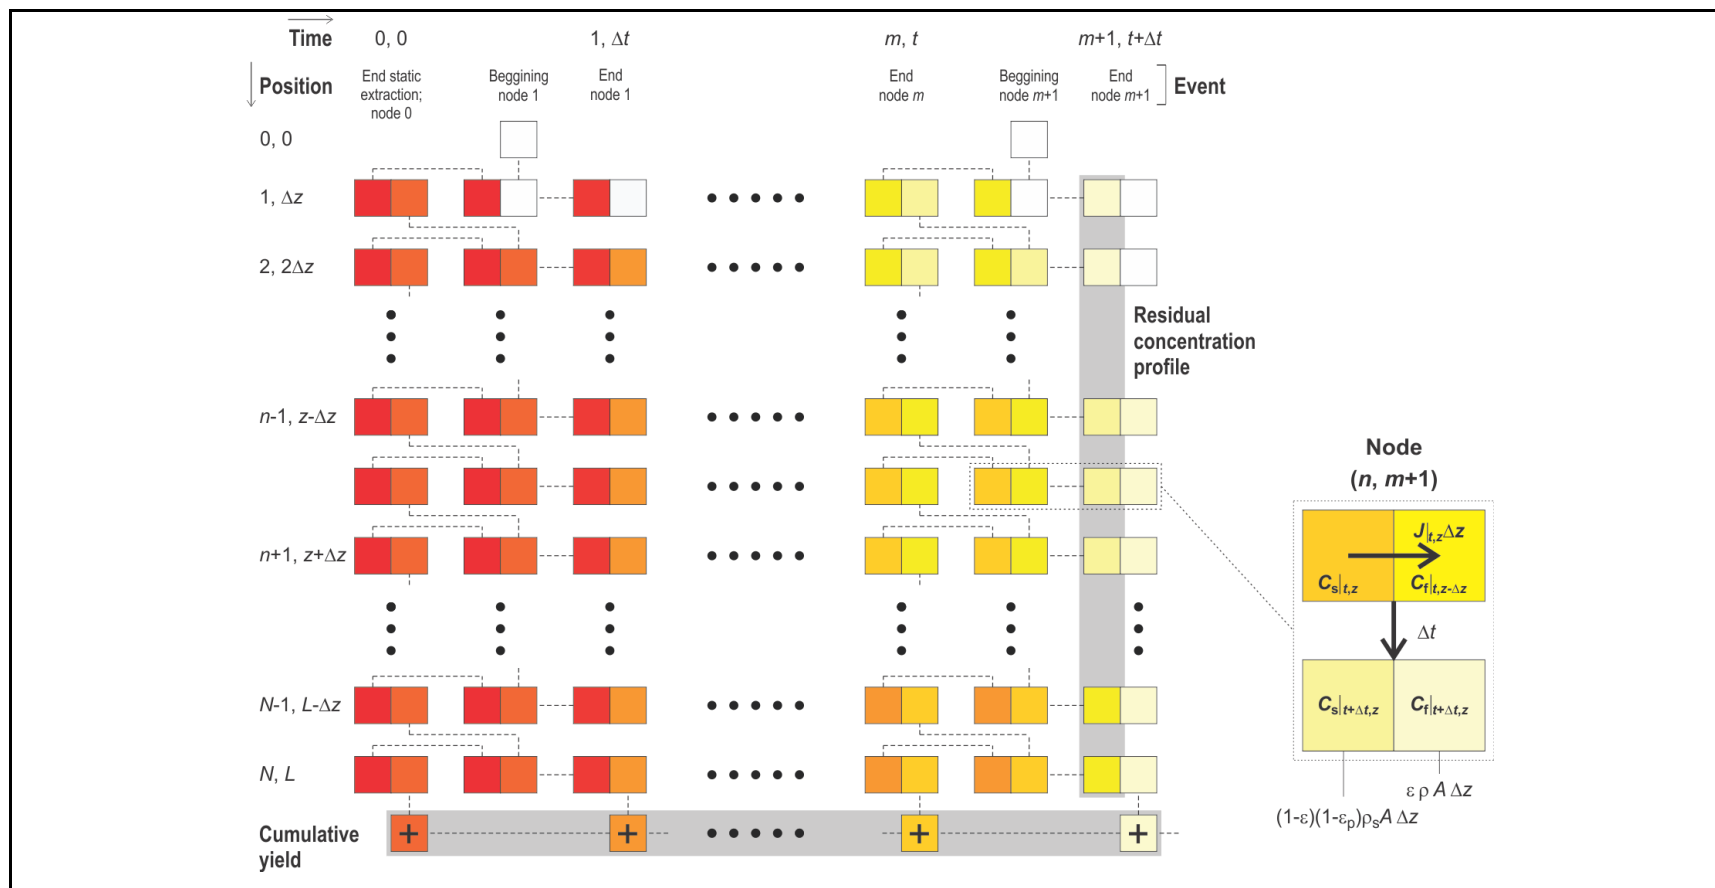 Time 0, 0 1, Δt m, t m+1, t+Δt
Position
End static
extraction;
node 0
Beggining
node 1
End
node 1
End
node m
Beggining
node m+1
End
node m+1
Event
0, 0
1, Δz
2, 2Δz
n-1, z-Δz
n+1, z+Δz
N-1, L-Δz
N, L
Residual
concentration
profile
Cumulative
yield
+ + + +
Node
(n, m+1)
J|t,zΔz
Cs|t,z Cf|t,z-Δz
Δt
Cs|t+Δt,z Cf|t+Δt,z
ε ρ A Δz
(1-ε)(1-εp)ρsA Δz